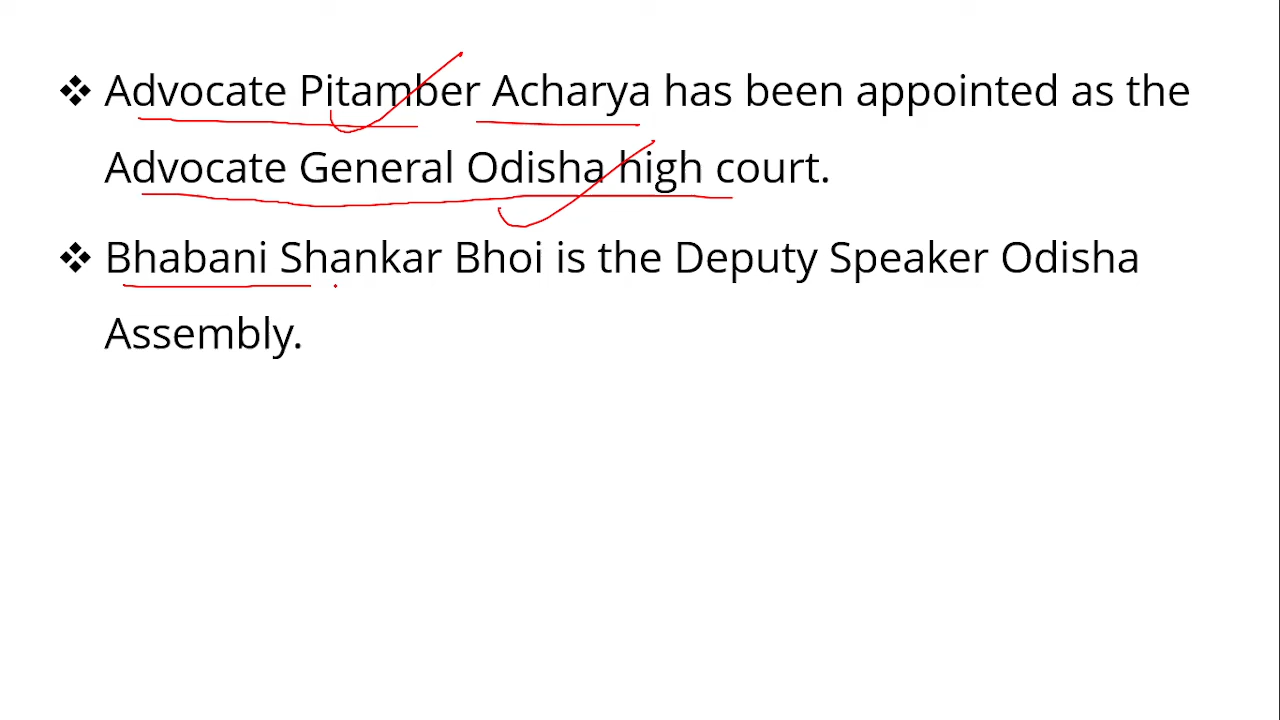 ❖ Advocate Pitamber Acharya has been appointed as the
Advocate General Odisha high court.
❖ Bhabani Shankar Bhoi is the Deputy Speaker Odisha
Assembly.